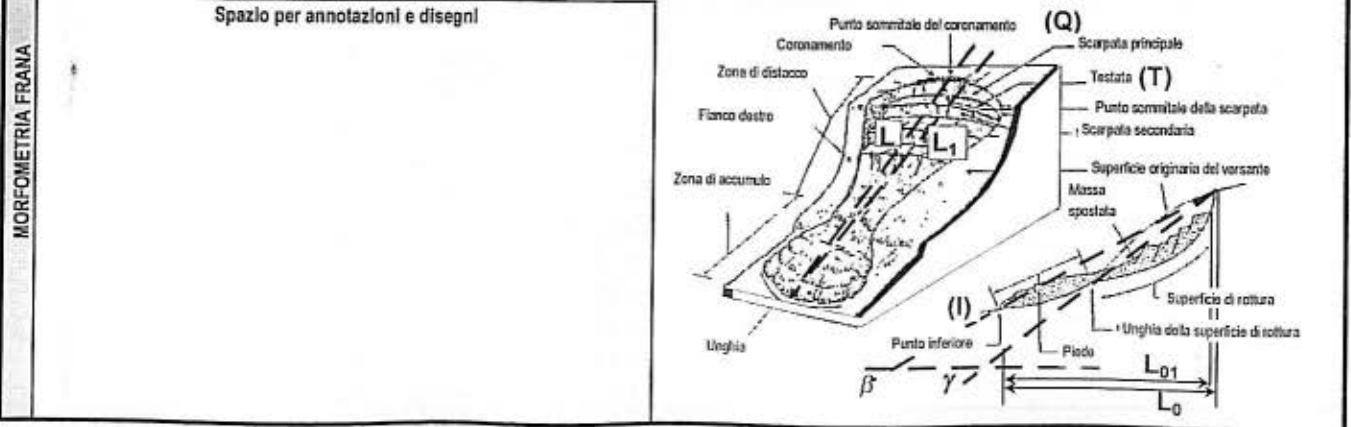 MORFOMETRIA FRANA
Spazio per annotazioni e disegni
Punto sommitale del coronamento
(Q)
Coronamento
Scarpata principale
Zona di distacco
Testata (T)
Punto sommitale della scarpata
Fianco destro
Scarpata secondaria
L
L₁
Zona di accumulo
Superficie originaria del versante
Massa
spostata
(I)
Superficie di rottura
Unghia della superficie di rottura
Unghia
Punto inferiore
Piede
β
γ
L₀₁
L₀